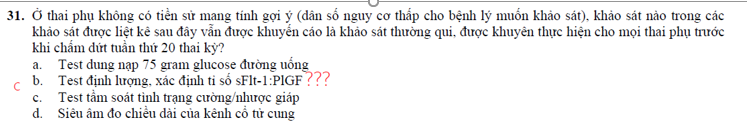 31. Ở thai phụ không có tiền sử mang tính gợi ý (dân số nguy cơ thấp cho bệnh lý muốn khảo sát), khảo sát nào trong các
khảo sát được liệt kê sau đây vẫn được khuyến cáo là khảo sát thường qui, được khuyên thực hiện cho mọi thai phụ trước
khi chấm dứt tuần thứ 20 thai kỳ?
a. Test dung nạp 75 gram glucose đường uống
b. Test định lượng, xác định tỉ số sFlt-1:PlGF ???
C
c. Test tầm soát tình trạng cường/nhược giáp
d. Siêu âm đo chiều dài của kênh cổ tử cung